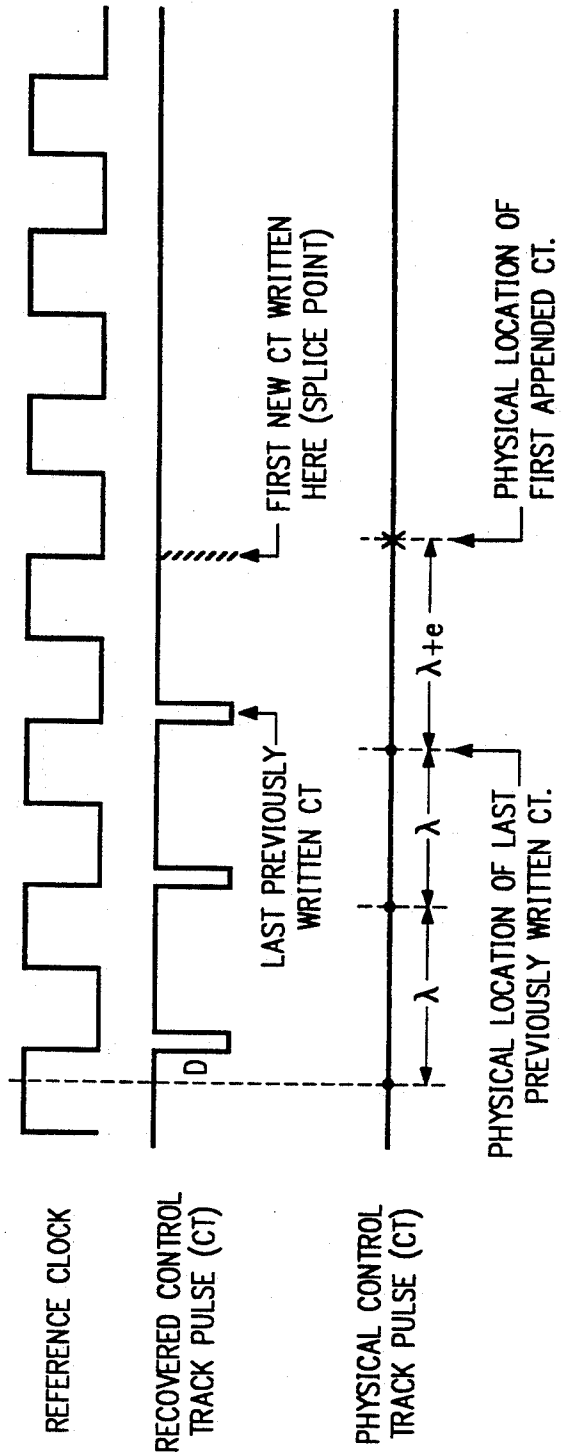 REFERENCE CLOCK
RECOVERED CONTROL
TRACK PULSE (CT)
D
LAST PREVIOUSLY
WRITTEN CT
FIRST NEW CT WRITTEN
HERE (SPLICE POINT)
PHYSICAL CONTROL
TRACK PULSE (CT)
λ
λ
λ+e
PHYSICAL LOCATION OF LAST
PREVIOUSLY WRITTEN CT.
PHYSICAL LOCATION OF
FIRST APPENDED CT.